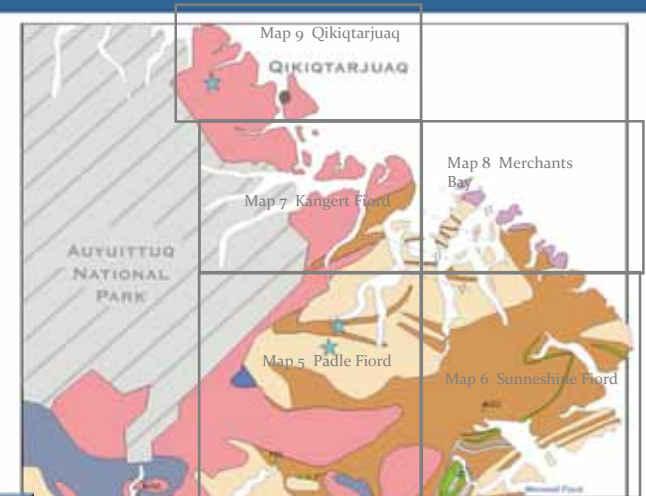 Map 9 Qikiqtarjuaq
QIKIQTARJUAQ
Map 8 Merchants
Bay
Map 7 Kangert Fiord
AUYUITTUQ
NATIONAL
PARK
Map 5 Padle Fiord
Map 6 Sunneshine Fiord